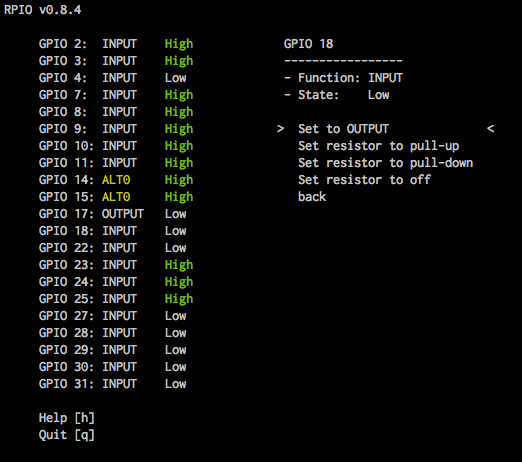 RPIO v0.8.4
GPIO 2: INPUT High
GPIO 3: INPUT High
GPIO 4: INPUT Low
GPIO 7: INPUT High
GPIO 8: INPUT High
GPIO 9: INPUT High
GPIO 10: INPUT High
GPIO 11: INPUT High
GPIO 14: ALT0 High
GPIO 15: ALT0 High
GPIO 17: OUTPUT Low
GPIO 18: INPUT Low
GPIO 22: INPUT Low
GPIO 23: INPUT High
GPIO 24: INPUT High
GPIO 25: INPUT High
GPIO 27: INPUT Low
GPIO 28: INPUT Low
GPIO 29: INPUT Low
GPIO 30: INPUT Low
GPIO 31: INPUT Low
Help [h]
Quit [q]
GPIO 18
-----------------
- Function: INPUT
- State: Low
> Set to OUTPUT <
Set resistor to pull-up
Set resistor to pull-down
Set resistor to off
back